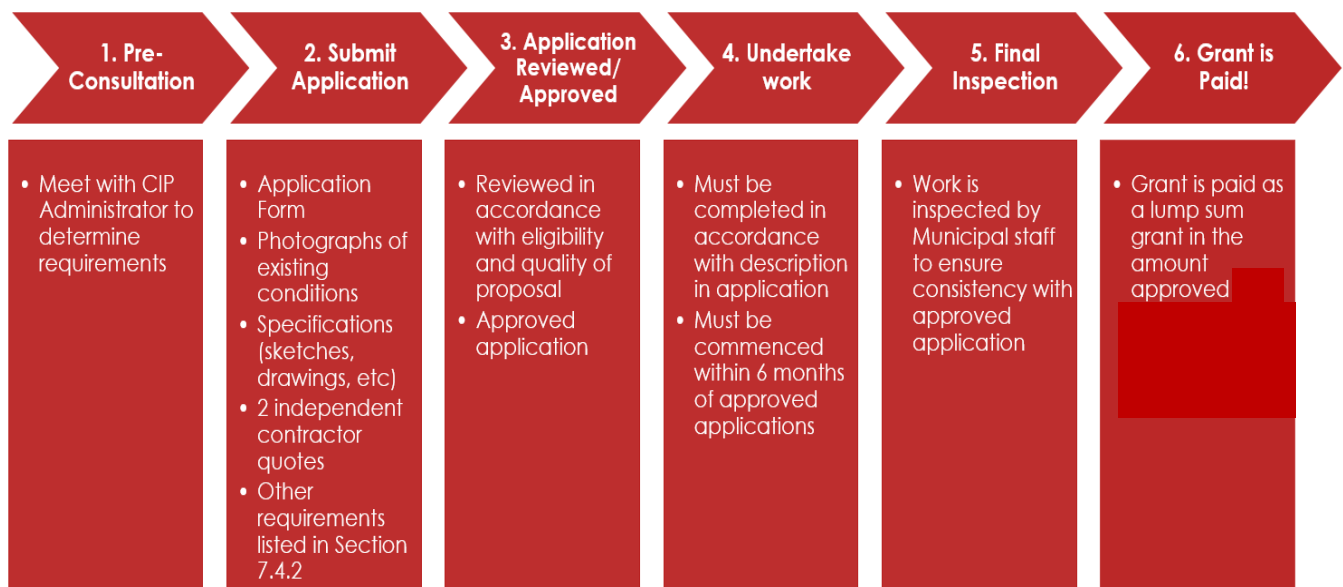 1. Pre-
Consultation
2. Submit
Application
3. Application
Reviewed/
Approved
4. Undertake
work
5. Final
Inspection
6. Grant is
Paid!
• Meet with CIP
Administrator to
determine
requirements
• Application
Form
• Photographs of
existing
conditions
• Specifications
(sketches,
drawings, etc)
• 2 independent
contractor
quotes
• Other
requirements
listed in Section
7.4.2
• Reviewed in
accordance
with eligibility
and quality of
proposal
• Approved
application
• Must be
completed in
accordance
with description
in application
• Must be
commenced
within 6 months
of approved
applications
• Work is
inspected by
Municipal staff
to ensure
consistency with
approved
application
• Grant is paid as
a lump sum
grant in the
amount
approved